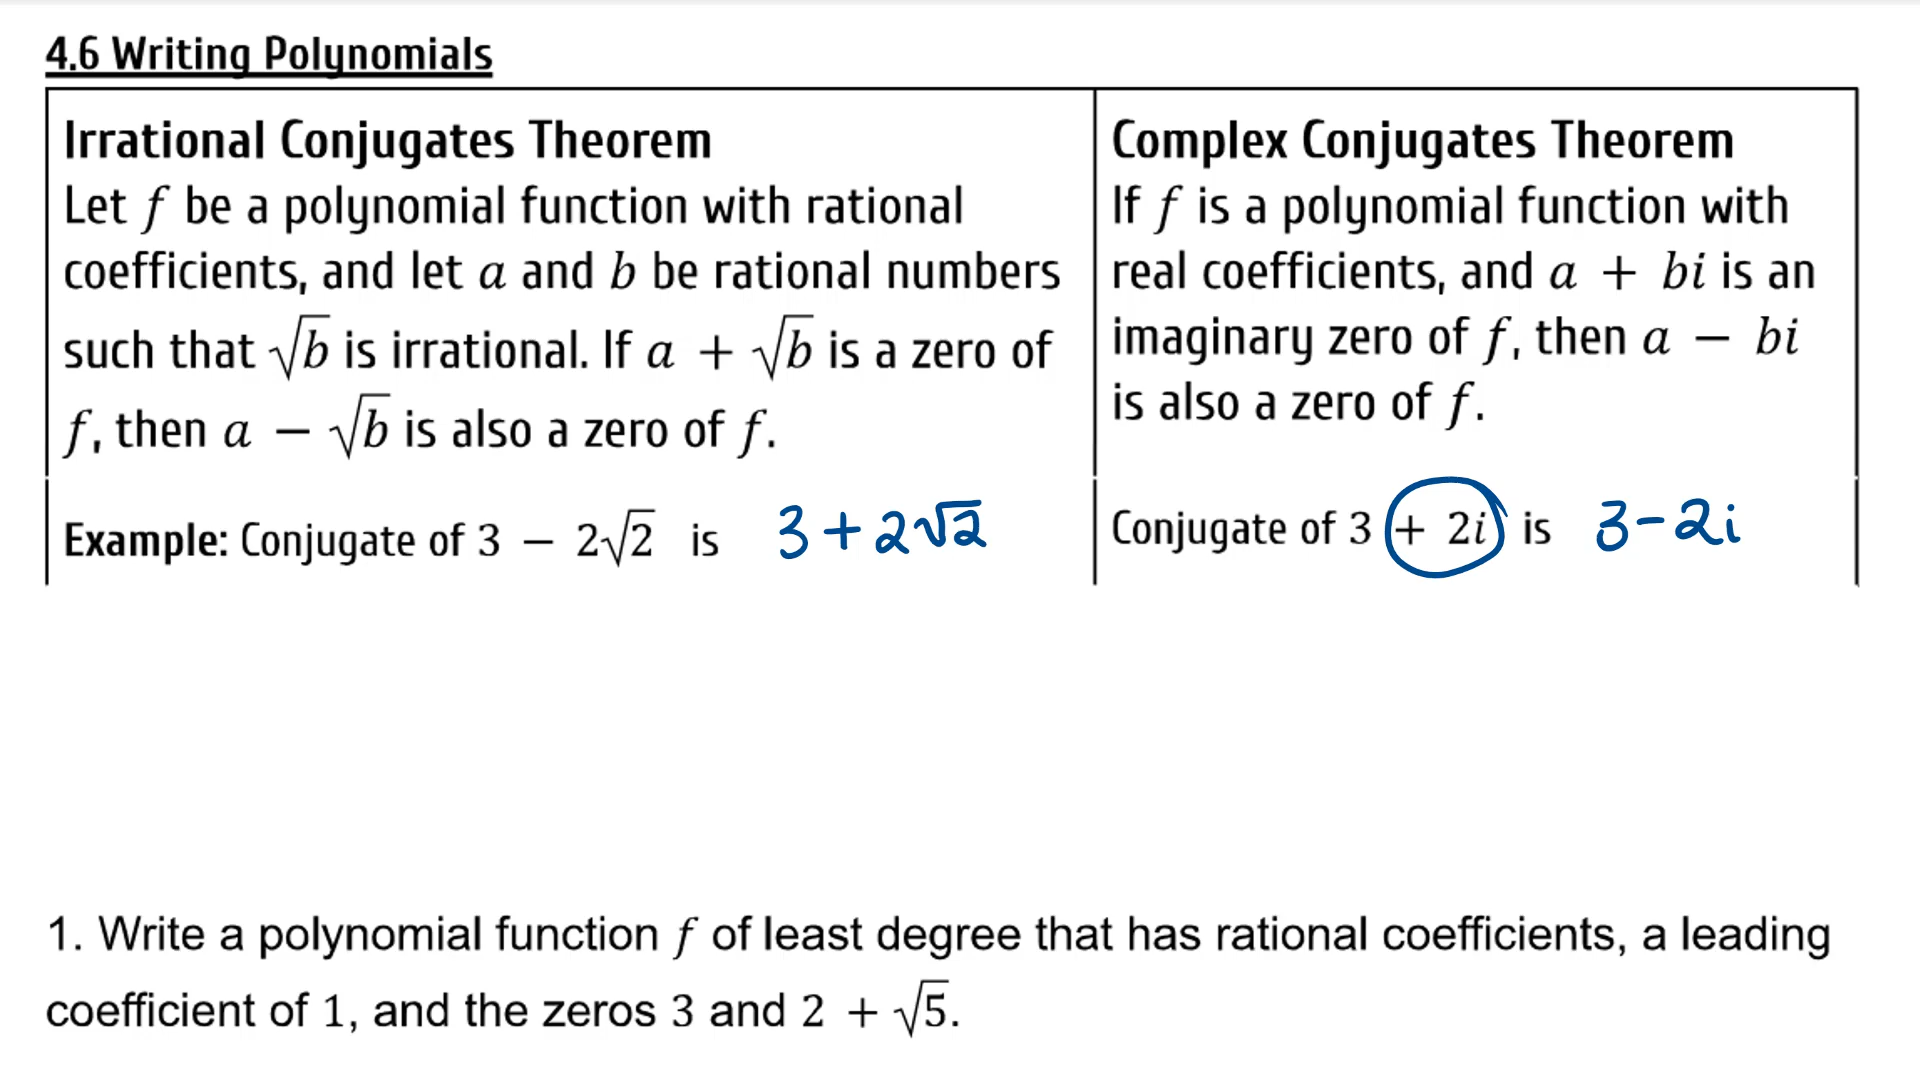 4.6 Writing Polynomials
Irrational Conjugates Theorem
Let f be a polynomial function with rational
coefficients, and let a and b be rational numbers
such that √b is irrational. If a + √b is a zero of
f, then a − √b is also a zero of f.
Example: Conjugate of 3 − 2√2 is 3+2√2
Complex Conjugates Theorem
If f is a polynomial function with
real coefficients, and a + bi is an
imaginary zero of f, then a − bi
is also a zero of f.
Conjugate of 3 + 2i is 3-2i
1. Write a polynomial function f of least degree that has rational coefficients, a leading
coefficient of 1, and the zeros 3 and 2 + √5.